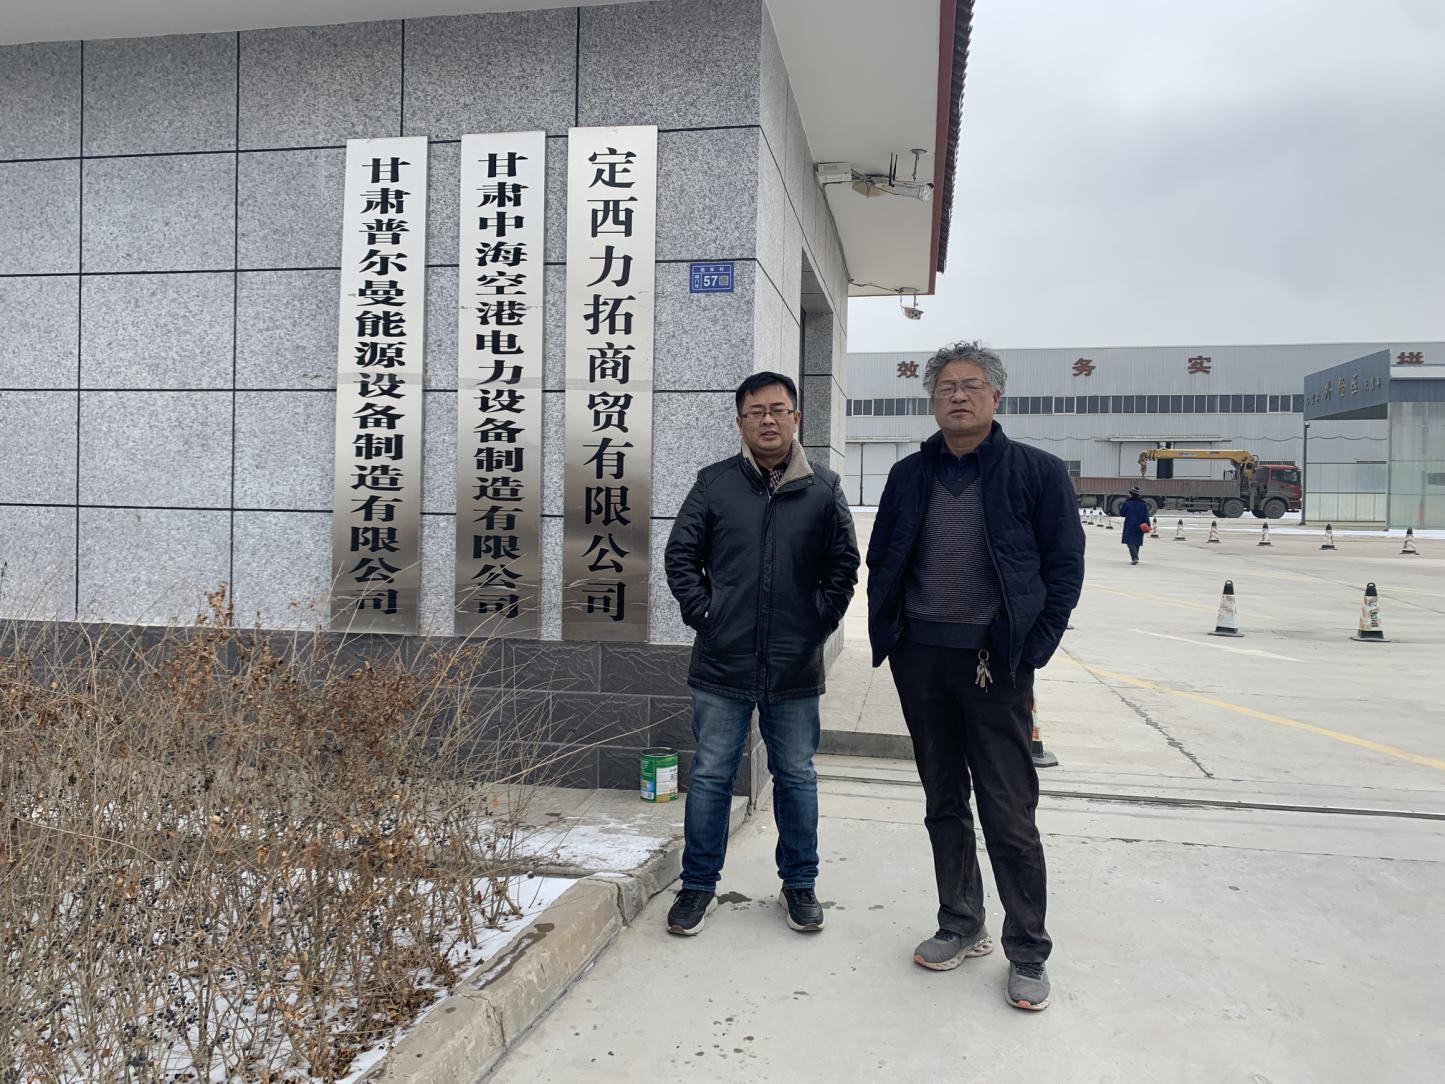 甘肃普尔曼能源设备制造有限公司
甘肃中海空港电力设备制造有限公司
定西力拓商贸有限公司
57
效 务 实 拼